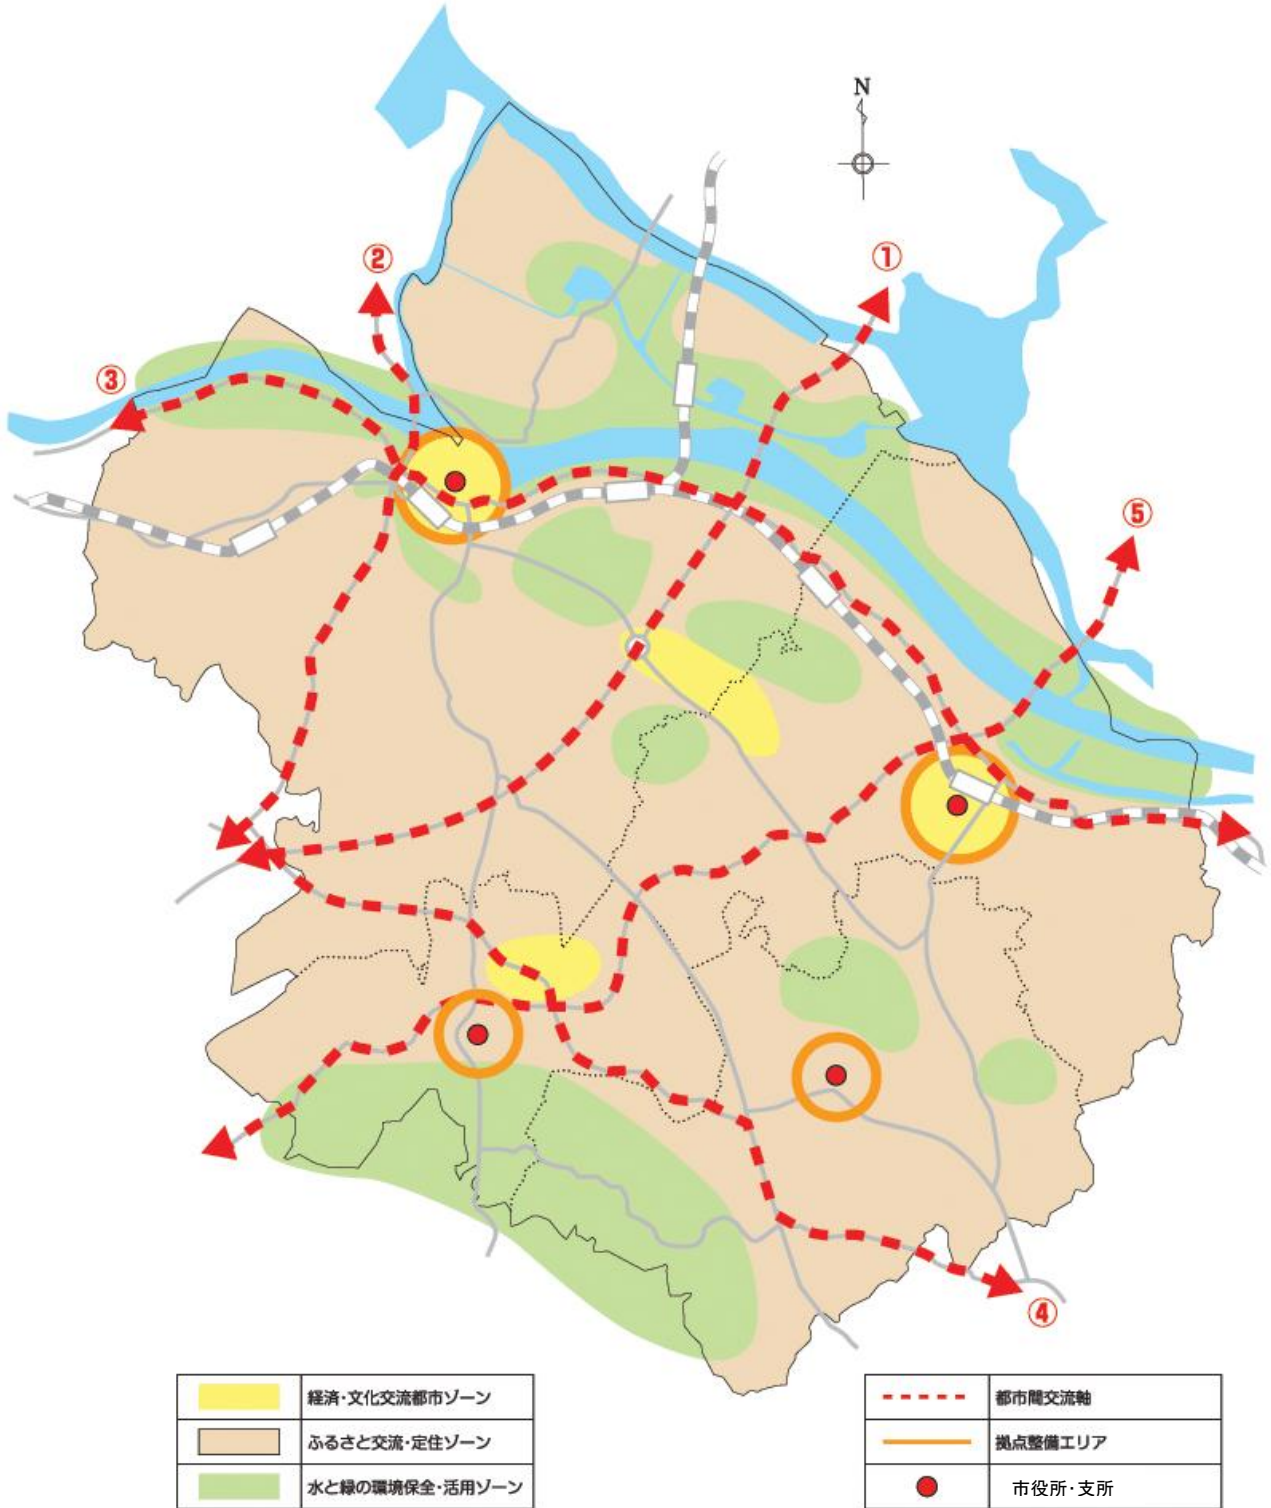 N
①
②
③
⑤
④
経済・文化交流都市ゾーン
ふるさと交流・定住ゾーン
水と緑の環境保全・活用ゾーン
都市間交流軸
拠点整備エリア
市役所・支所